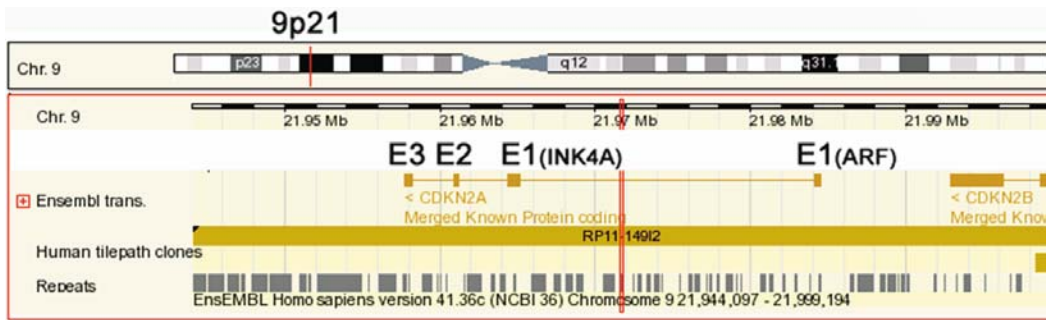 9p21
Chr. 9 p23 q12 q31.1
Chr. 9 21.95 Mb 21.96 Mb 21.97 Mb 21.98 Mb 21.99 Mb
E3 E2 E1(INK4A) E1(ARF)
Ensembl trans. < CDKN2A < CDKN2B
Merged Known Protein coding Merged Know
RP11-149I2
Human tilepath clones
Repeats
EnsEMBL Homo sapiens version 41.36c (NCBI 36) Chromosome 9 21,944,097 - 21,999,194